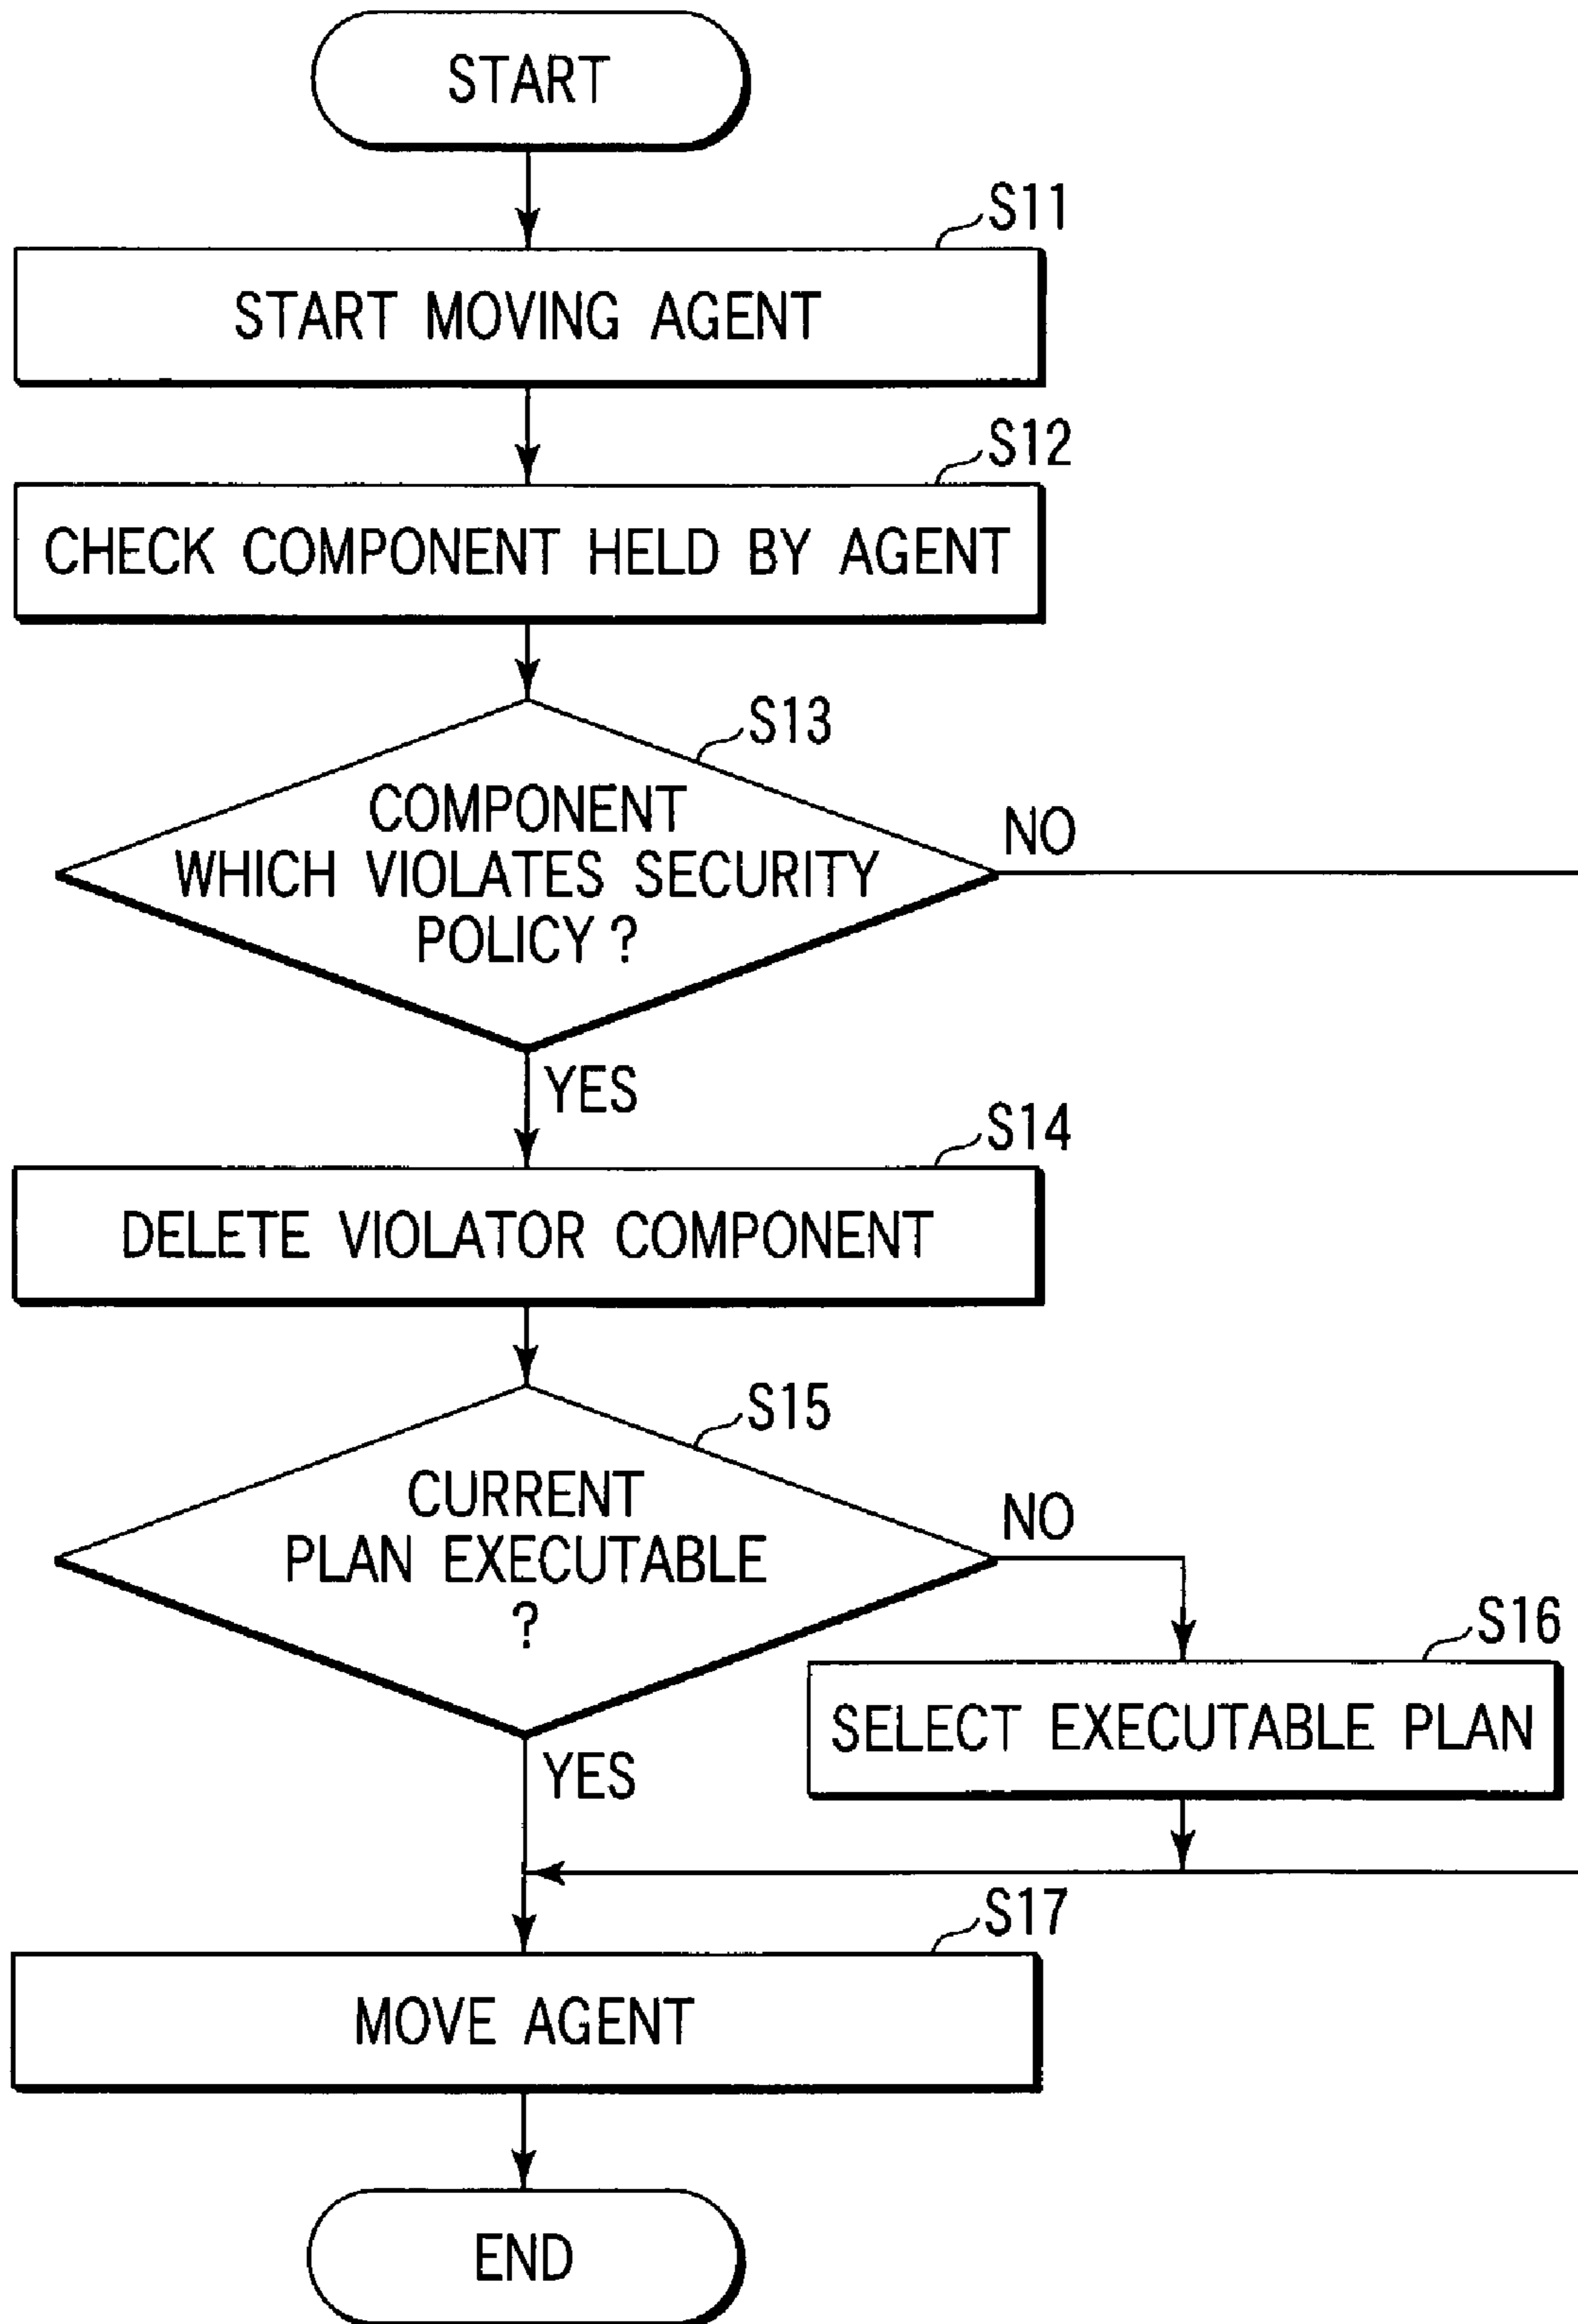 START
S11
START MOVING AGENT
S12
CHECK COMPONENT HELD BY AGENT
S13
COMPONENT
WHICH VIOLATES SECURITY
POLICY ?
NO
YES
S14
DELETE VIOLATOR COMPONENT
S15
CURRENT
PLAN EXECUTABLE
?
NO
S16
SELECT EXECUTABLE PLAN
YES
S17
MOVE AGENT
END